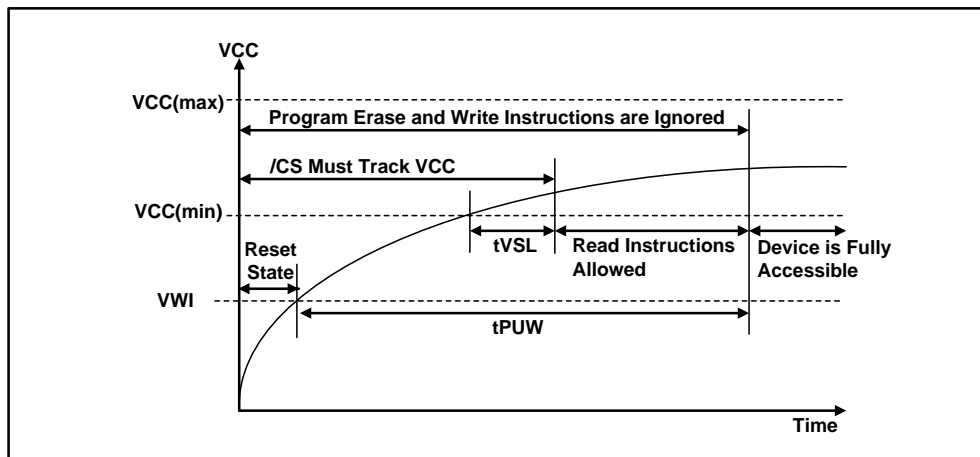 VCC
VCC(max)
Program Erase and Write Instructions are Ignored
/CS Must Track VCC
VCC(min)
tVSL
Read Instructions
Allowed
Device is Fully
Accessible
Reset
State
VWI
tPUW
Time